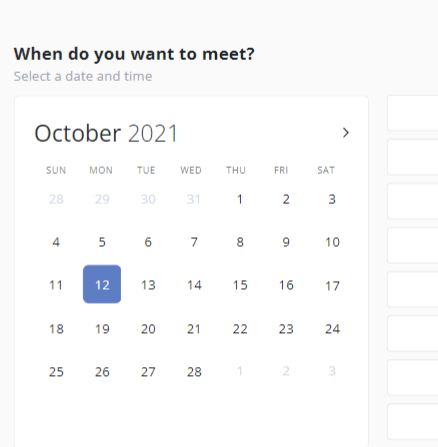 When do you want to meet?
Select a date and time
October 2021
SUN MON TUE WED THU FRI SAT
28 29 30 31 1 2 3
4 5 6 7 8 9 10
11 12 13 14 15 16 17
18 19 20 21 22 23 24
25 26 27 28 1 2 3